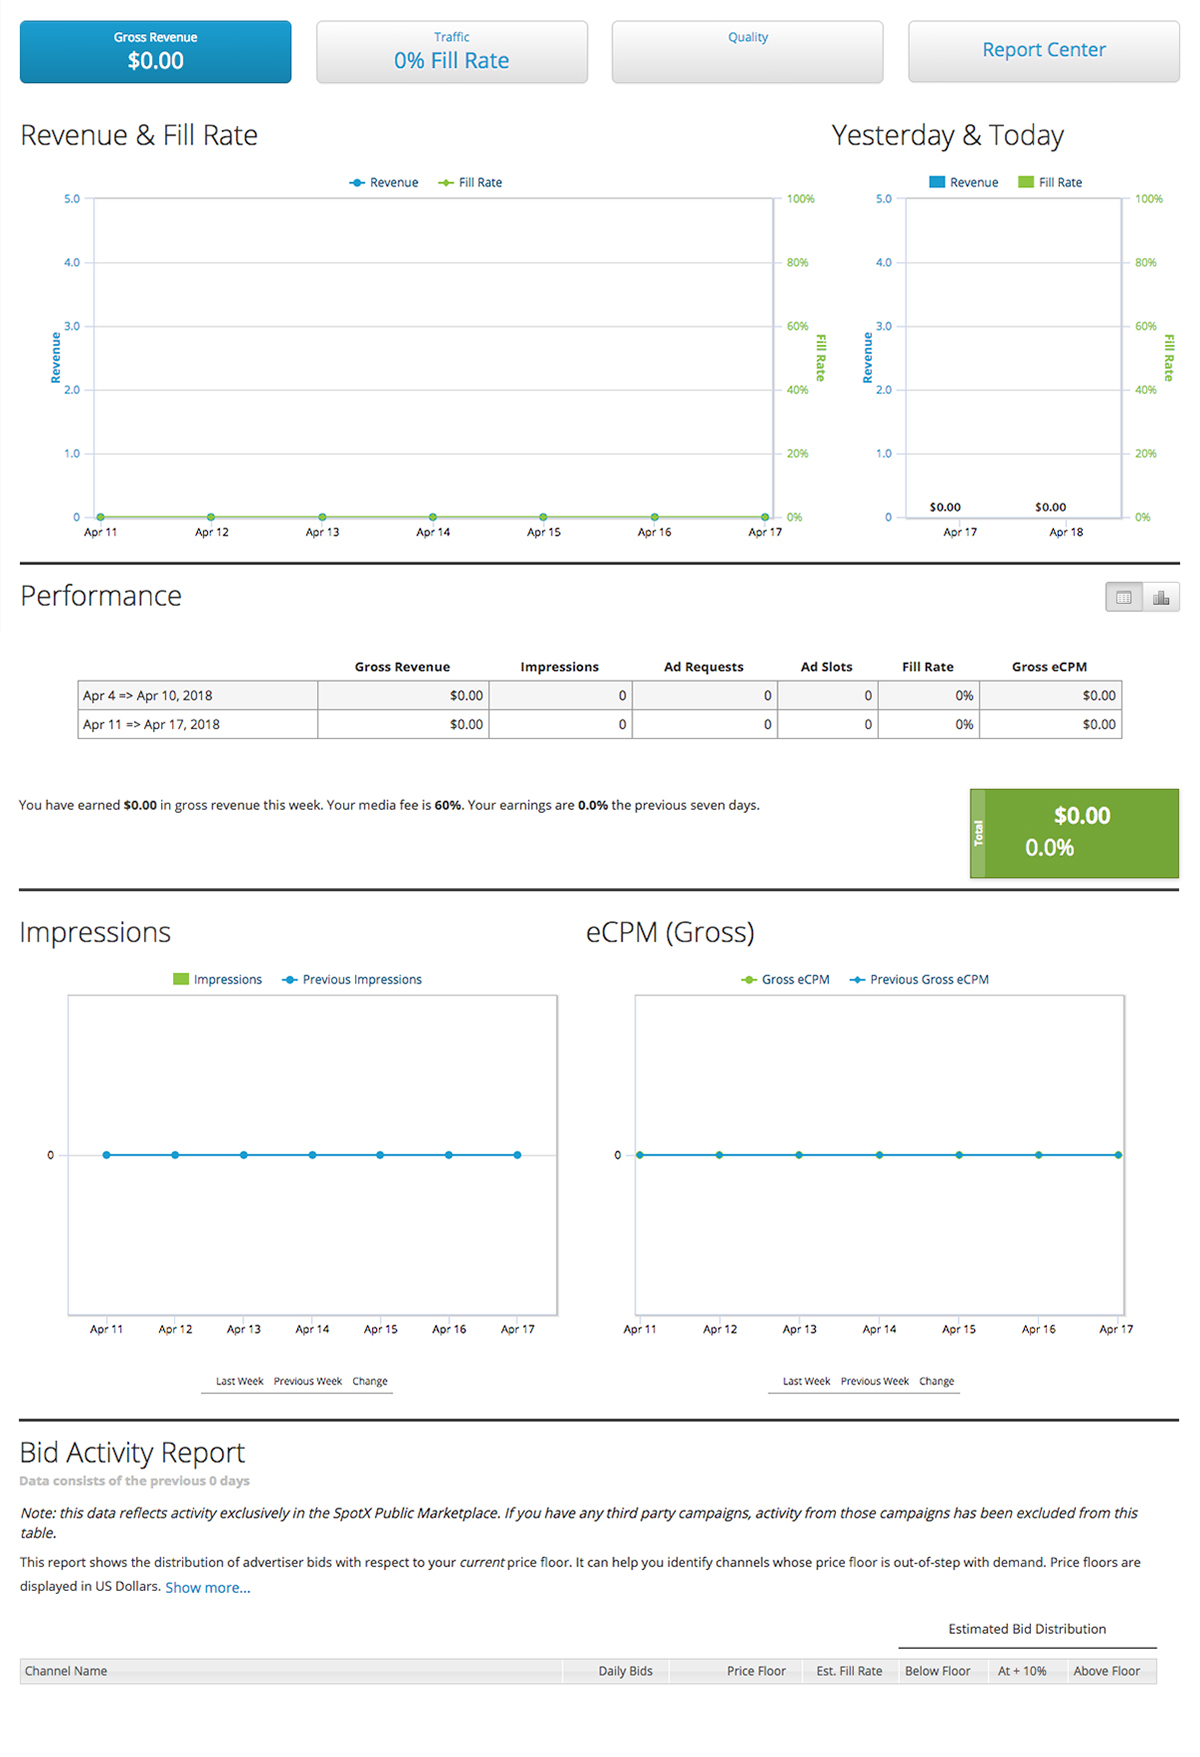 Gross Revenue
$0.00
Traffic
0% Fill Rate
Quality
Report Center
Revenue & Fill Rate
Revenue Fill Rate
5.0
4.0
3.0
2.0
1.0
0
Revenue
100%
80%
60%
40%
20%
0%
Fill Rate
Apr 11 Apr 12 Apr 13 Apr 14 Apr 15 Apr 16 Apr 17
Yesterday & Today
Revenue Fill Rate
5.0
4.0
3.0
2.0
1.0
0
Revenue
100%
80%
60%
40%
20%
0%
Fill Rate
$0.00 $0.00
Apr 17 Apr 18
Performance
Gross Revenue Impressions Ad Requests Ad Slots Fill Rate Gross eCPM
Apr 4 => Apr 10, 2018 $0.00 0 0 0 0% $0.00
Apr 11 => Apr 17, 2018 $0.00 0 0 0 0% $0.00
You have earned $0.00 in gross revenue this week. Your media fee is 60%. Your earnings are 0.0% the previous seven days.
Total
$0.00
0.0%
Impressions
Impressions Previous Impressions
0
Apr 11 Apr 12 Apr 13 Apr 14 Apr 15 Apr 16 Apr 17
Last Week Previous Week Change
eCPM (Gross)
Gross eCPM Previous Gross eCPM
0
Apr 11 Apr 12 Apr 13 Apr 14 Apr 15 Apr 16 Apr 17
Last Week Previous Week Change
Bid Activity Report
Data consists of the previous 0 days
Note: this data reflects activity exclusively in the SpotX Public Marketplace. If you have any third party campaigns, activity from those campaigns has been excluded from this
table.
This report shows the distribution of advertiser bids with respect to your current price floor. It can help you identify channels whose price floor is out-of-step with demand. Price floors are
displayed in US Dollars. Show more...
Estimated Bid Distribution
Channel Name Daily Bids Price Floor Est. Fill Rate Below Floor At + 10% Above Floor